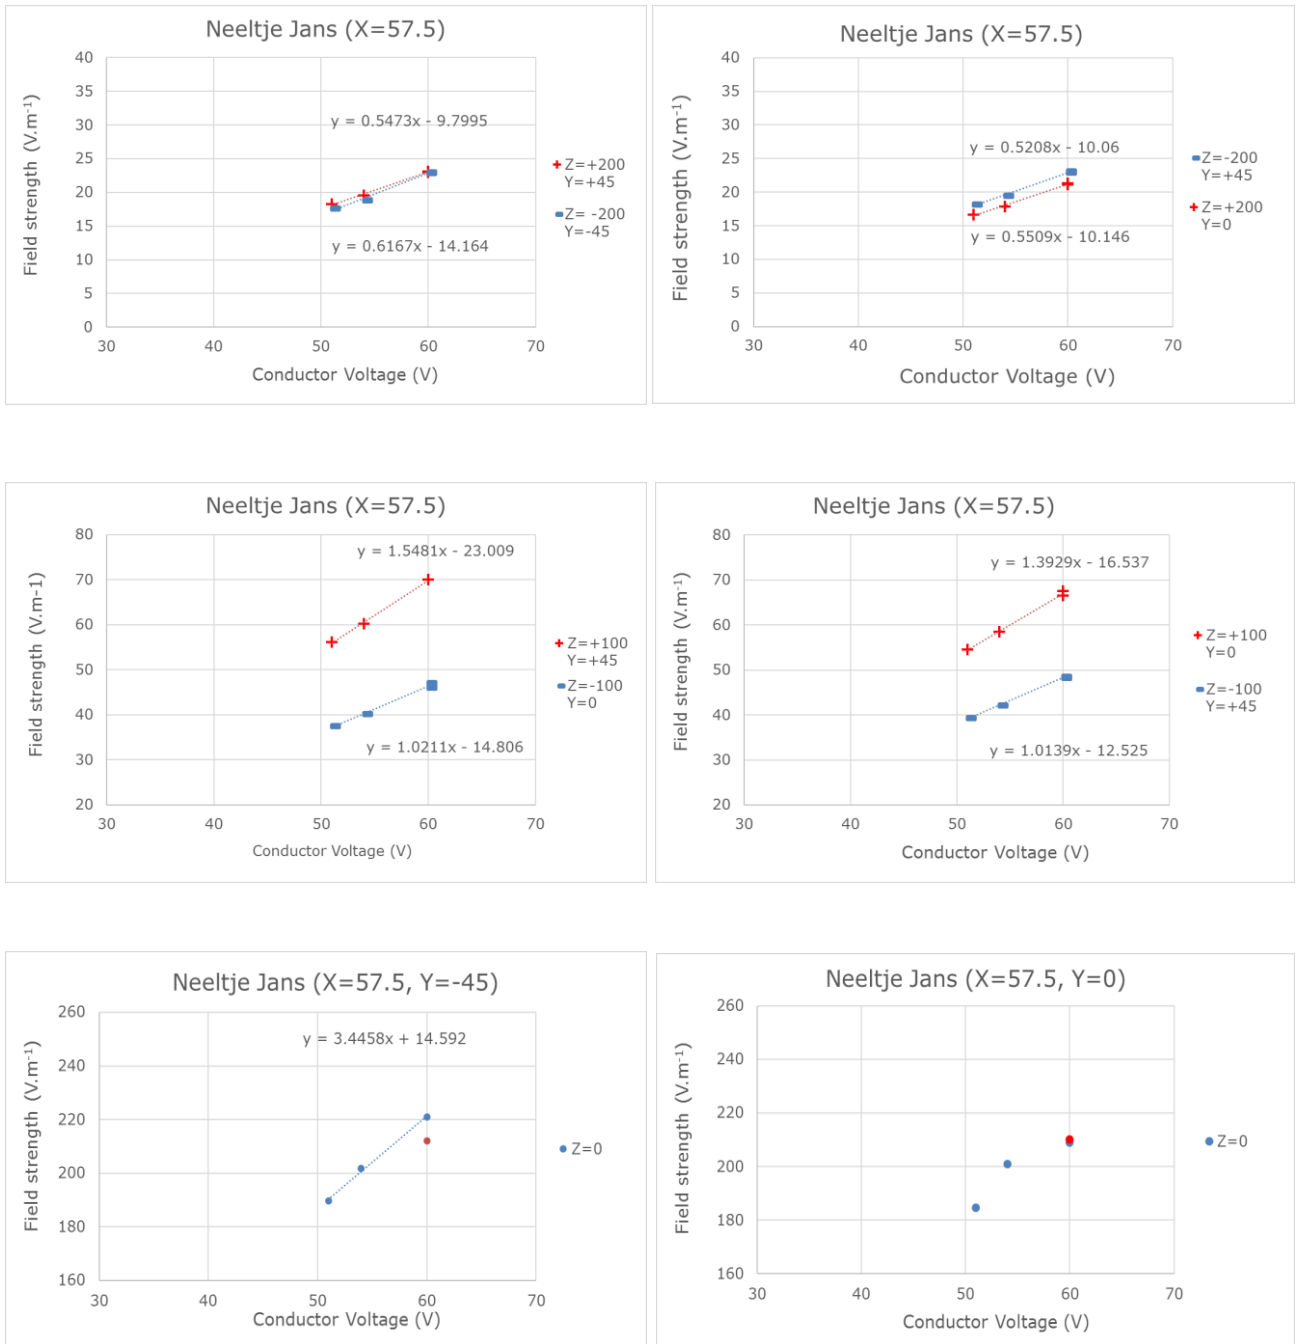 Neeltje Jans (X=57.5)
Field strength (V.m⁻¹)
40
35
30
25
20
15
10
5
0
y = 0.5473x - 9.7995
y = 0.6167x - 14.164
Z=+200
Y=+45
Z= -200
Y=-45
30 40 50 60 70
Conductor Voltage (V)
Neeltje Jans (X=57.5)
Field strength (V.m⁻¹)
40
35
30
25
20
15
10
5
0
y = 0.5208x - 10.06
y = 0.5509x - 10.146
Z=-200
Y=+45
Z=+200
Y=0
30 40 50 60 70
Conductor Voltage (V)
Neeltje Jans (X=57.5)
Field strength (V.m-1)
80
70
60
50
40
30
20
y = 1.5481x - 23.009
y = 1.0211x - 14.806
Z=+100
Y=+45
Z=-100
Y=0
30 40 50 60 70
Conductor Voltage (V)
Neeltje Jans (X=57.5)
Field strength (V.m⁻¹)
80
70
60
50
40
30
20
y = 1.3929x - 16.537
y = 1.0139x - 12.525
Z=+100
Y=0
Z=-100
Y=+45
30 40 50 60 70
Conductor Voltage (V)
Neeltje Jans (X=57.5, Y=-45)
Field strength (V.m⁻¹)
260
240
220
200
180
160
y = 3.4458x + 14.592
Z=0
30 40 50 60 70
Conductor Voltage (V)
Neeltje Jans (X=57.5, Y=0)
Field strength (V.m⁻¹)
260
240
220
200
180
160
Z=0
30 40 50 60 70
Conductor Voltage (V)